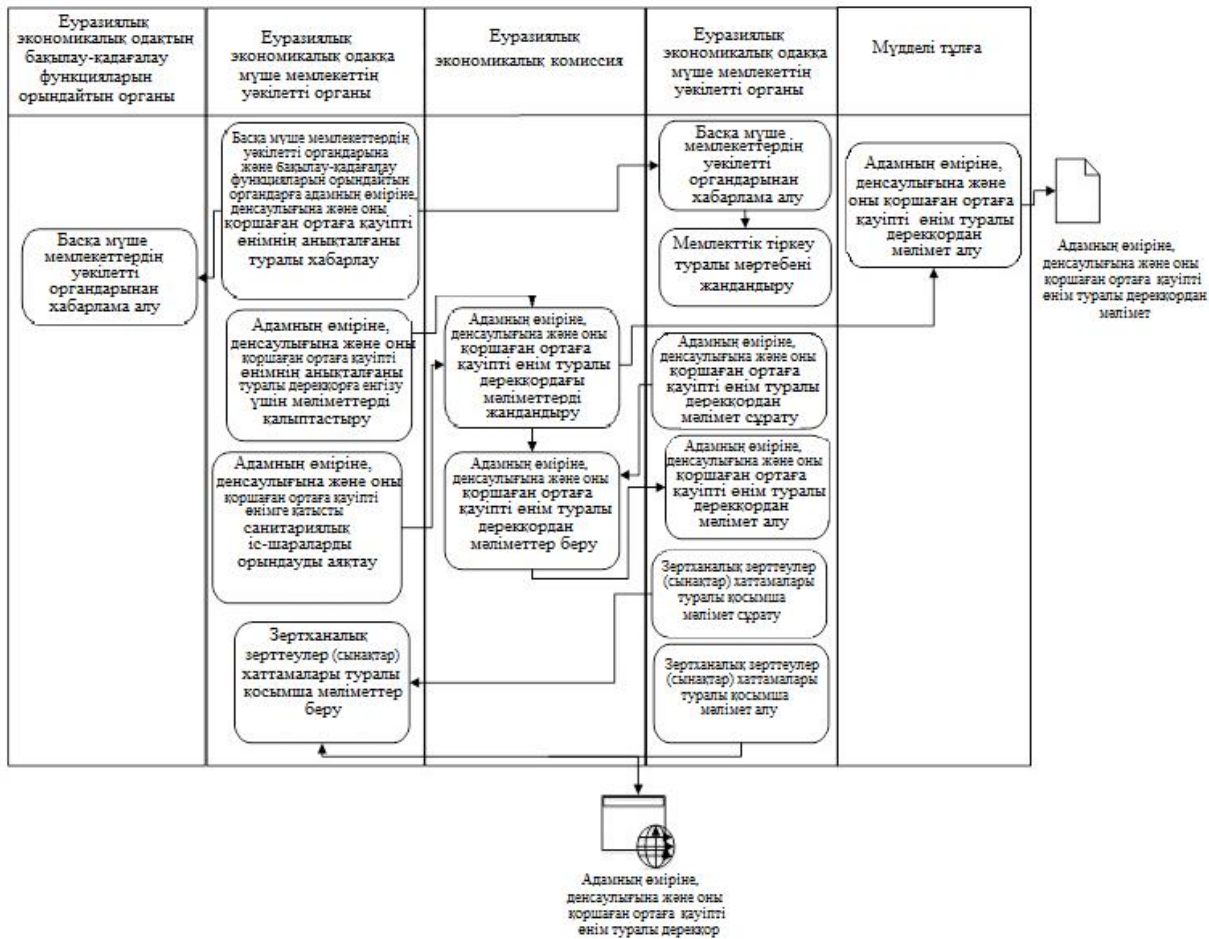 Еуразиялық
экономикалық одақтың
бақылау-қадағалау
функцияларын
орындайтын органы
Еуразиялық
экономикалық одаққа
мүше мемлекеттің
уәкілетті органы
Еуразиялық
экономикалық комиссия
Еуразиялық
экономикалық одаққа
мүше мемлекеттің
уәкілетті органы
Мүдделі тұлға
Басқа мүше
мемлекеттердің
уәкілетті
органдарынан
хабарлама алу
Басқа мүше мемлекеттердің
уәкілетті органдарына
және бақылау-қадағалау
функцияларын орындайтын
органдарға адамның өміріне,
денсаулығына және оны
қоршаған ортаға қауіпті
өнімнің анықталғаны
туралы хабарлау
Адамның өміріне,
денсаулығына және оны
қоршаған ортаға қауіпті
өнімнің анықталғаны
туралы дерекқорға енгізу
үшін мәліметтерді
қалыптастыру
Адамның өміріне,
денсаулығына және оны
қоршаған ортаға қауіпті
өнімге қатысты
санитариялық
іс-шараларды
орындауды аяқтау
Зертханалық
зерттеулер (сынақтар)
хаттамалары туралы
қосымша мәліметтер
беру
Адамның өміріне,
денсаулығына және оны
қоршаған ортаға
қауіпті өнім туралы
дерекқордағы
мәліметтерді
жандандыру
Адамның өміріне,
денсаулығына және оны
қоршаған ортаға
қауіпті өнім туралы
дерекқордан
мәліметтер беру
Басқа мүше
мемлекеттердің
уәкілетті
органдарынан
хабарлама алу
Мемлекттік тіркеу
туралы мәртебені
жандандыру
Адамның өміріне,
денсаулығына және оны
қоршаған ортаға
қауіпті өнім туралы
дерекқордан
мәлімет сұрату
Адамның өміріне,
денсаулығына және оны
қоршаған ортаға
қауіпті өнім туралы
дерекқордан
мәлімет алу
Зертханалық зерттеулер
(сынақтар) хаттамалары
туралы қосымша
мәлімет сұрату
Зертханалық зерттеулер
(сынақтар) хаттамалары
туралы қосымша
мәлімет алу
Адамның өміріне,
денсаулығына және
оны қоршаған ортаға
қауіпті өнім туралы
дерекқордан
мәлімет алу
Адамның өміріне,
денсаулығына және оны
қоршаған ортаға қауіпті
өнім туралы дерекқордан
мәлімет
Адамның өміріне,
денсаулығына және оны
қоршаған ортаға қауіпті
өнім туралы дерекқор